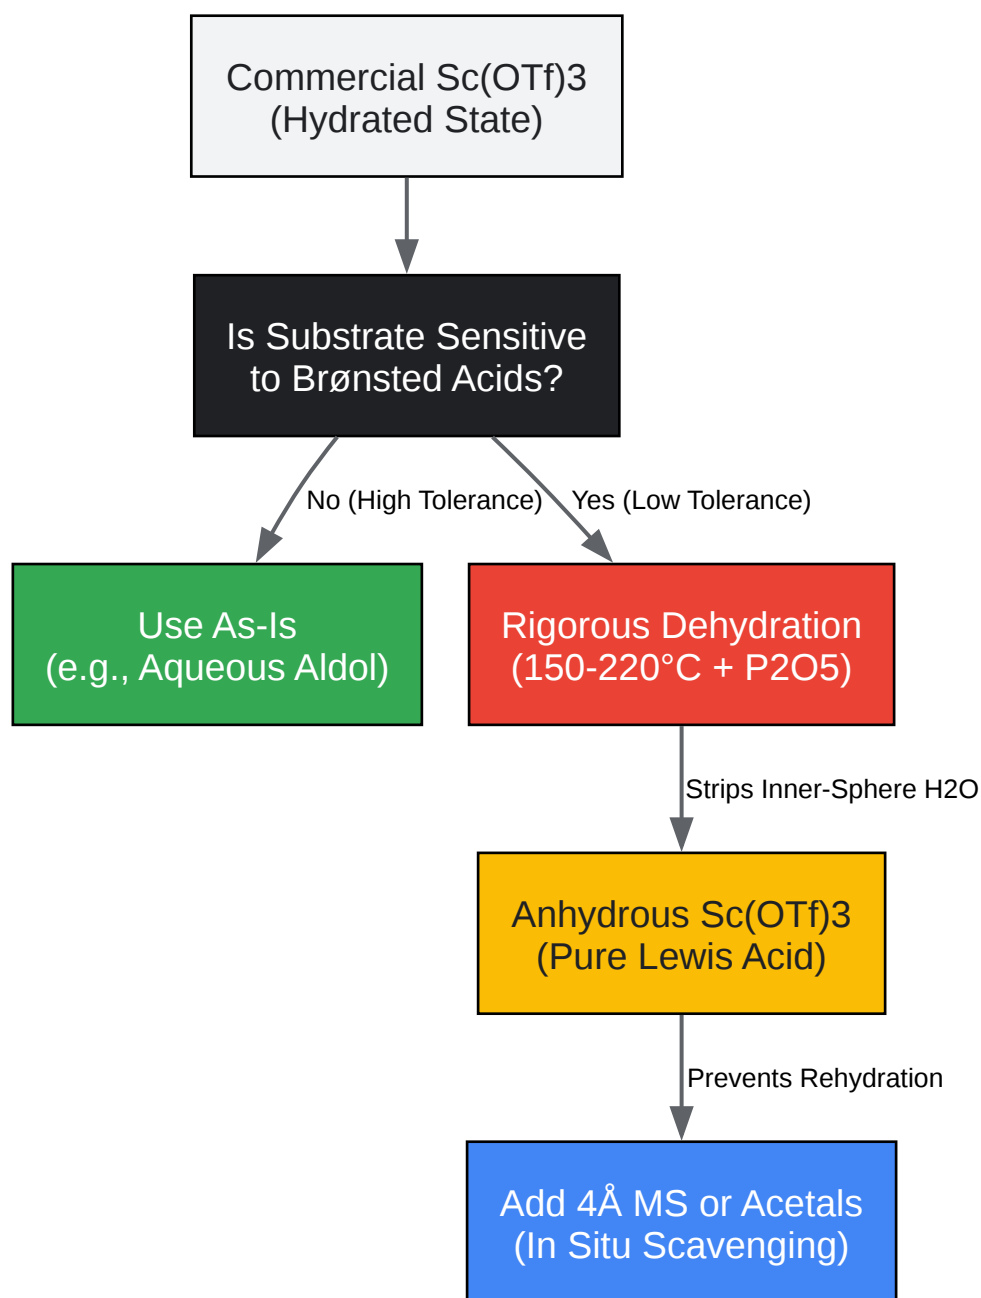 Commercial Sc(OTf)3
(Hydrated State)
Is Substrate Sensitive
to Brønsted Acids?
No (High Tolerance)
Yes (Low Tolerance)
Use As-Is
(e.g., Aqueous Aldol)
Rigorous Dehydration
(150-220°C + P2O5)
Strips Inner-Sphere H2O
Anhydrous Sc(OTf)3
(Pure Lewis Acid)
Prevents Rehydration
Add 4Å MS or Acetals
(In Situ Scavenging)